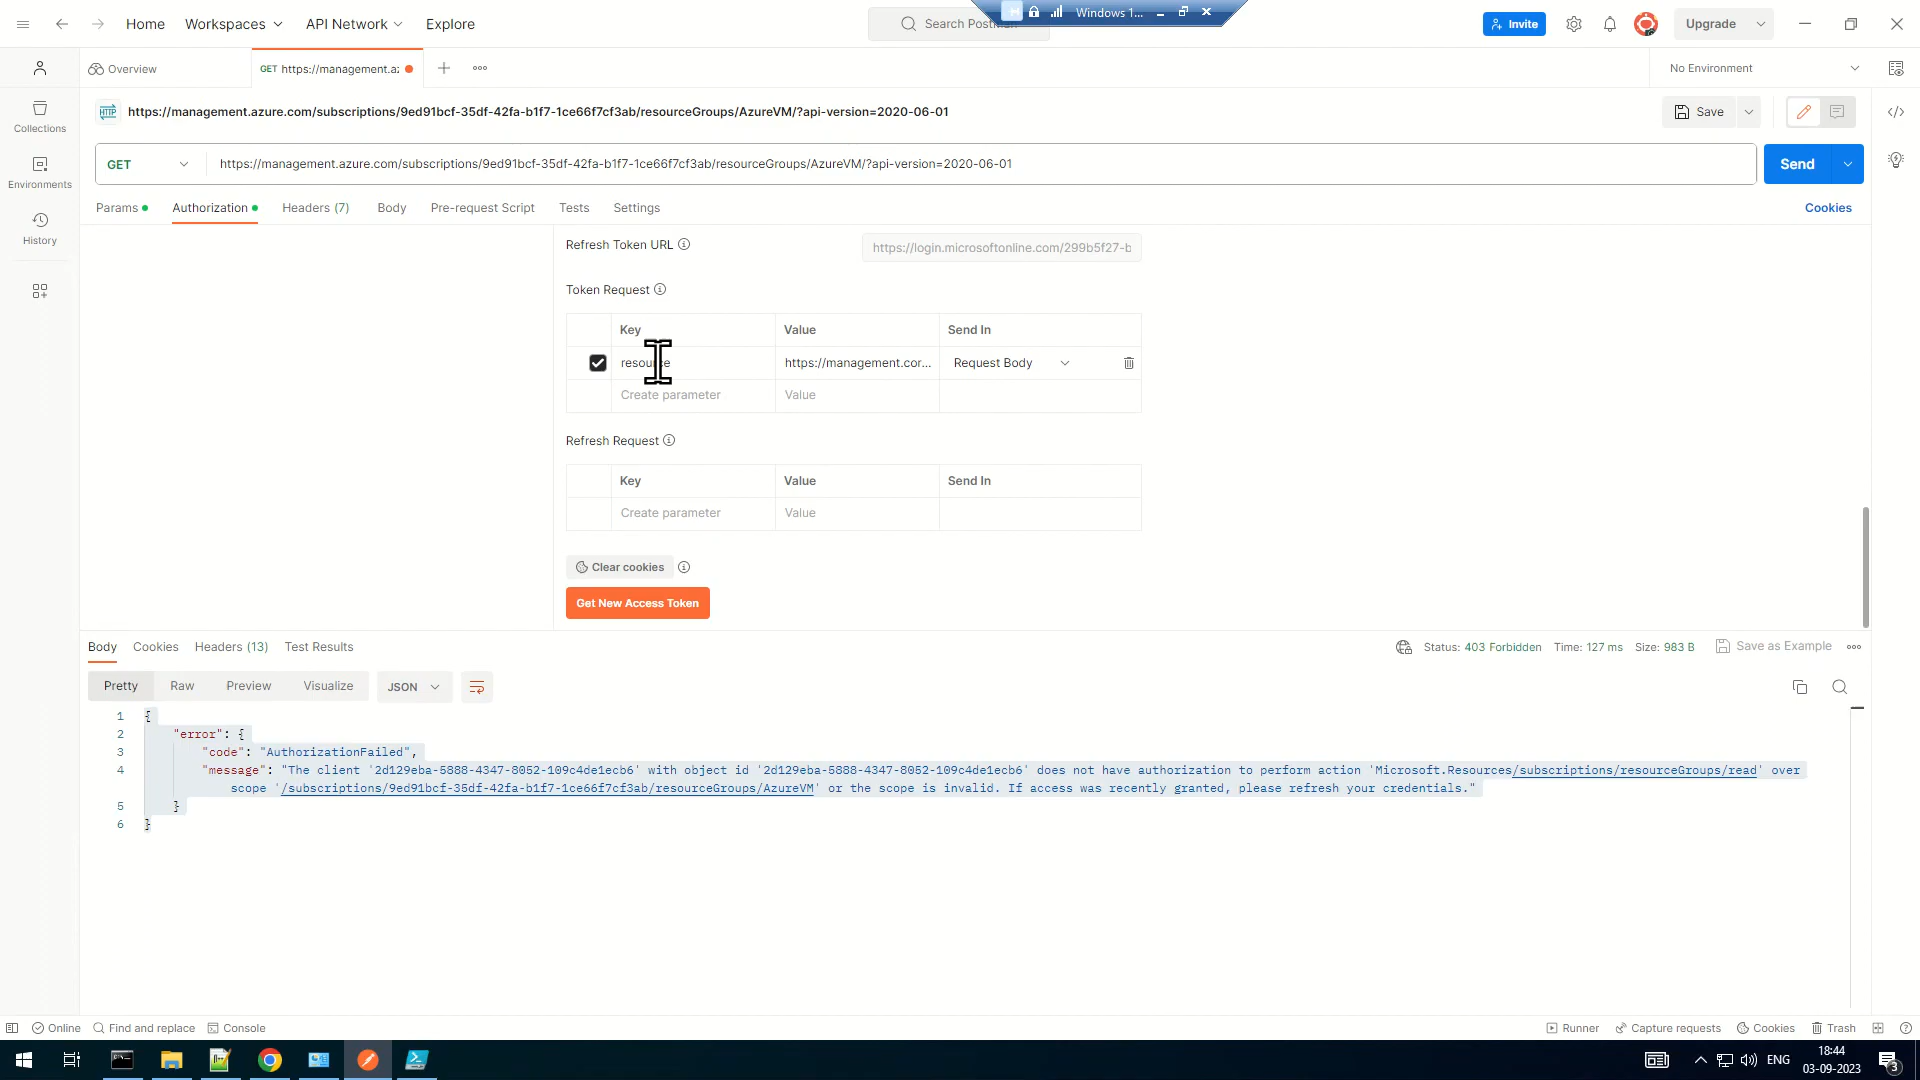 Home
Workspaces
API Network
Explore
Windows 1...
Invite
Upgrade
Overview
GET https://management.az
No Environment
https://management.azure.com/subscriptions/9ed91bcf-35df-42fa-b1f7-1ce66f7cf3ab/resourceGroups/AzureVM/?api-version=2020-06-01
Save
Collections
GET
https://management.azure.com/subscriptions/9ed91bcf-35df-42fa-b1f7-1ce66f7cf3ab/resourceGroups/AzureVM/?api-version=2020-06-01
Send
Environments
Params
Authorization
Headers (7)
Body
Pre-request Script
Tests
Settings
Cookies
History
Refresh Token URL
https://login.microsoftonline.com/299b5f27-b
Token Request
Key Value Send In
resource https://management.cor... Request Body
Create parameter Value
Refresh Request
Key Value Send In
Create parameter Value
Clear cookies
Get New Access Token
Body
Cookies
Headers (13)
Test Results
Status: 403 Forbidden Time: 127 ms Size: 983 B
Save as Example
Pretty
Raw
Preview
Visualize
JSON
1 {
2 "error": {
3 "code": "AuthorizationFailed",
4 "message": "The client '2d129eba-5888-4347-8052-109c4de1ecb6' with object id '2d129eba-5888-4347-8052-109c4de1ecb6' does not have authorization to perform action 'Microsoft.Resources/subscriptions/resourceGroups/read' over
scope '/subscriptions/9ed91bcf-35df-42fa-b1f7-1ce66f7cf3ab/resourceGroups/AzureVM' or the scope is invalid. If access was recently granted, please refresh your credentials."
5 }
6 }
Online
Find and replace
Console
Runner
Capture requests
Cookies
Trash
ENG
18:44
03-09-2023
3